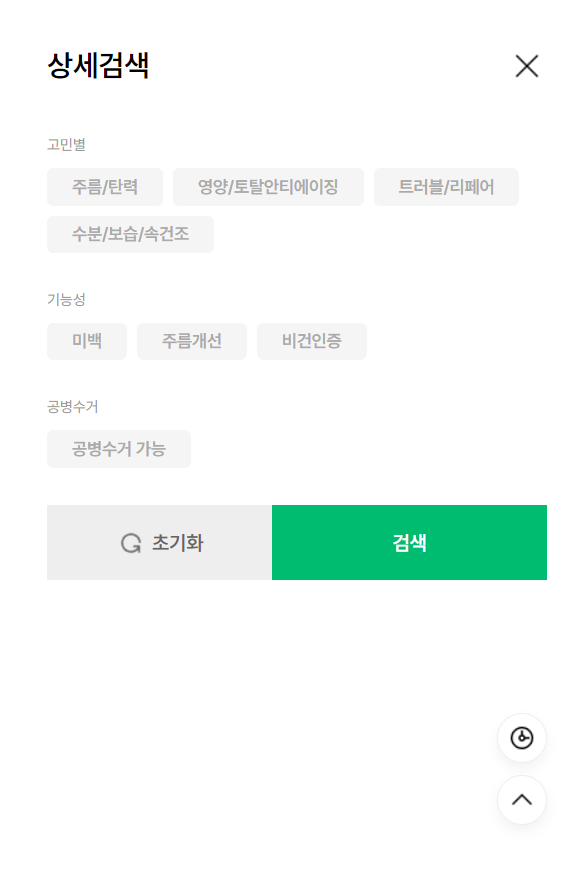 상세검색
고민별
주름/탄력 영양/토탈안티에이징 트러블/리페어
수분/보습/속건조
기능성
미백 주름개선 비건인증
공병수거
공병수거 가능
초기화 검색